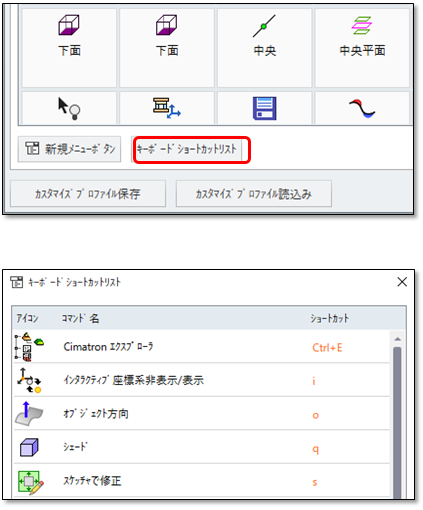 下面 下面 中央 中央平面
新規ﾒﾆｭｰﾎﾞﾀﾝ ｷｰﾎﾞｰﾄﾞｼｮｰﾄｶｯﾄﾘｽﾄ
ｶｽﾀﾏｲｽﾞﾌﾟﾛﾌｧｲﾙ保存 ｶｽﾀﾏｲｽﾞﾌﾟﾛﾌｧｲﾙ読込み
ｷｰﾎﾞｰﾄﾞｼｮｰﾄｶｯﾄﾘｽﾄ
ｱｲｺﾝ ｺﾏﾝﾄﾞ名 ｼｮｰﾄｶｯﾄ
Cimatron ｴｸｽﾌﾟﾛｰﾗ Ctrl+E
ｲﾝﾀﾗｸﾃｨﾌﾞ座標系非表示/表示 i
ｵﾌﾞｼﾞｪｸﾄ方向 o
ｼｪｰﾄﾞ q
ｽｹｯﾁｬで修正 s